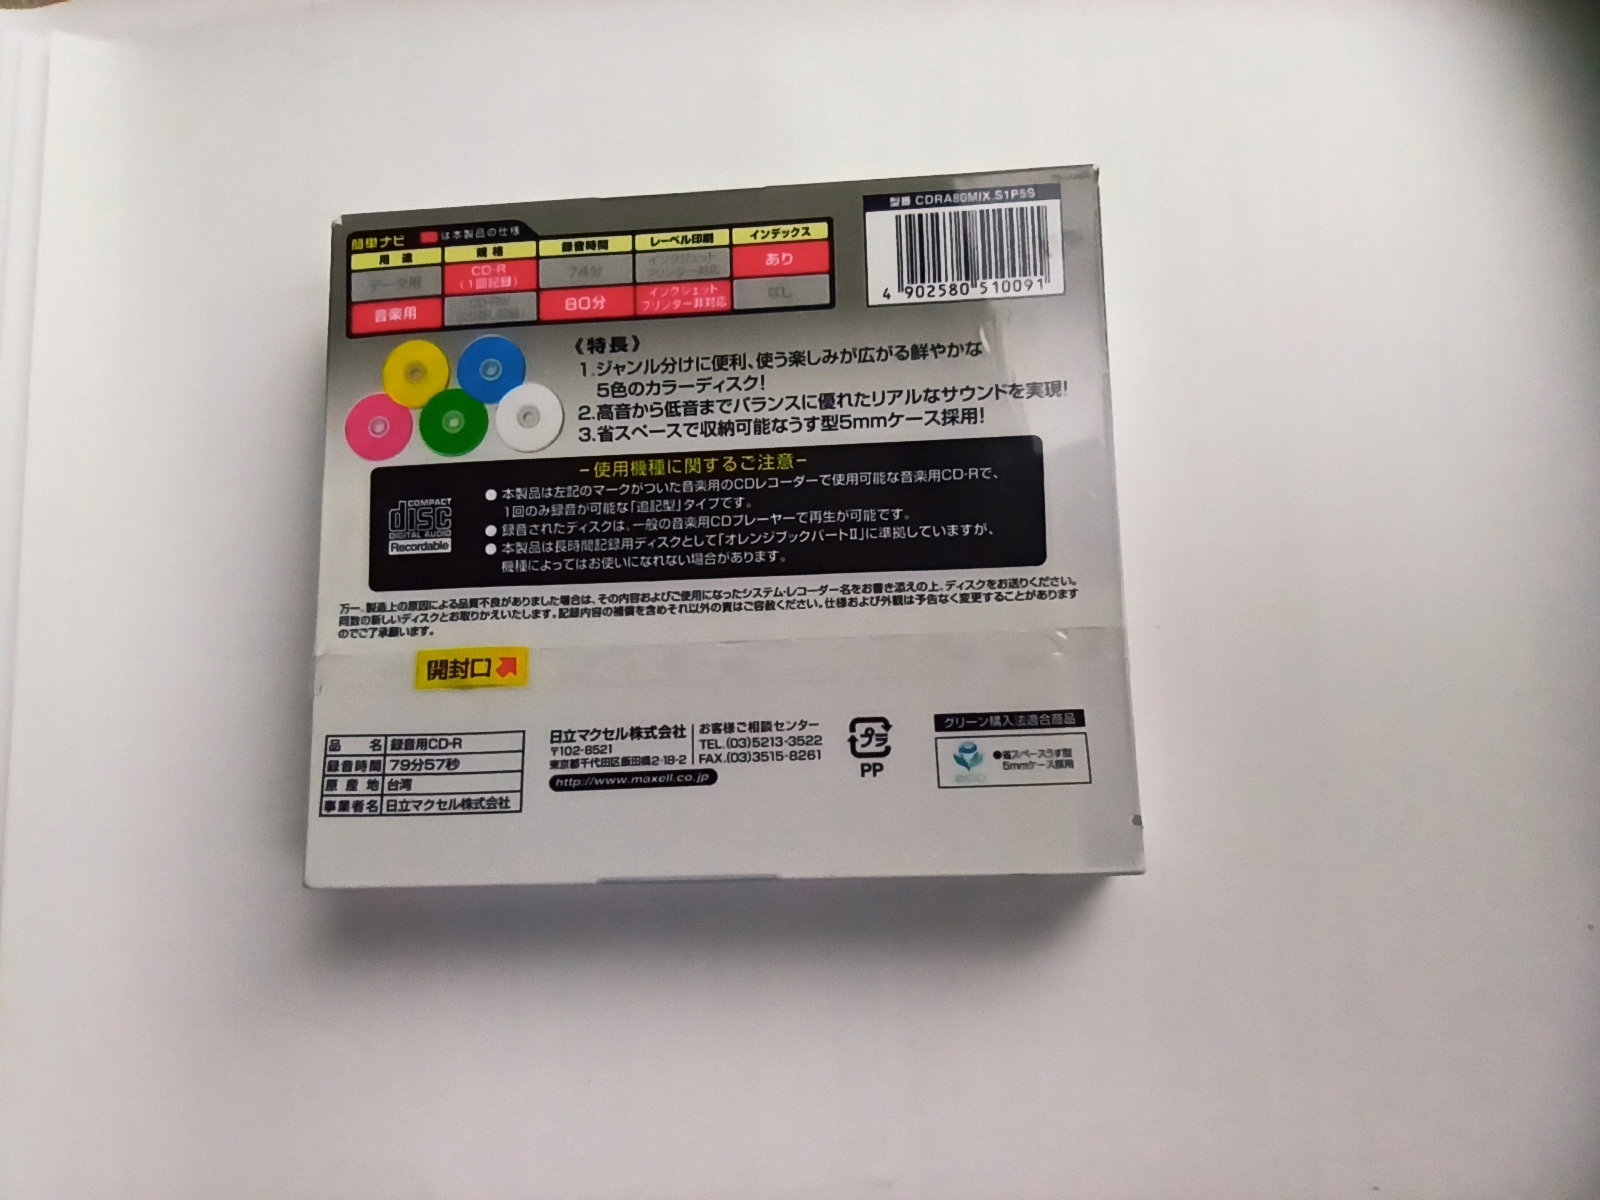 型番 CDRA80MIX.S1P5S
4 902580 510091
簡単ナビ は本製品の仕様
用途 規格 録音時間 レーベル印刷 インデックス
データ用 CD-R (1回記録) 74分 インクジェットプリンター対応 あり
音楽用 CD-RW 80分 インクジェットプリンター非対応 なし
《特長》
1.ジャンル分けに便利、使う楽しみが広がる鮮やかな
5色のカラーディスク!
2.高音から低音までバランスに優れたリアルなサウンドを実現!
3.省スペースで収納可能なうす型5mmケース採用!
−使用機種に関するご注意−
COMPACT
disc
DIGITAL AUDIO
Recordable
●本製品は左記のマークがついた音楽用のCDレコーダーで使用可能な音楽用CD-Rで、
1回のみ録音が可能な「追記型」タイプです。
●録音されたディスクは、一般の音楽用CDプレーヤーで再生が可能です。
●本製品は長時間記録用ディスクとして「オレンジブックパートII」に準拠していますが、
機種によってはお使いになれない場合があります。
万一、製造上の原因による品質不良がありました場合は、その内容およびご使用になったシステム・レコーダー名をお書き添えの上、ディスクをお送りください。
同数の新しいディスクとお取りかえいたします。記録内容の補償を含めそれ以外の責はご容赦ください。仕様および外観は予告なく変更することがあります
のでご了承願います。
開封口
品名 録音用CD-R
録音時間 79分57秒
原産地 台湾
事業者名 日立マクセル株式会社
日立マクセル株式会社
〒102-8521
東京都千代田区飯田橋2-18-2
http://www.maxell.co.jp
お客様ご相談センター
TEL.(03)5213-3522
FAX.(03)3515-8261
プラ
PP
グリーン購入法適合商品
●省スペースうす型
5mmケース採用